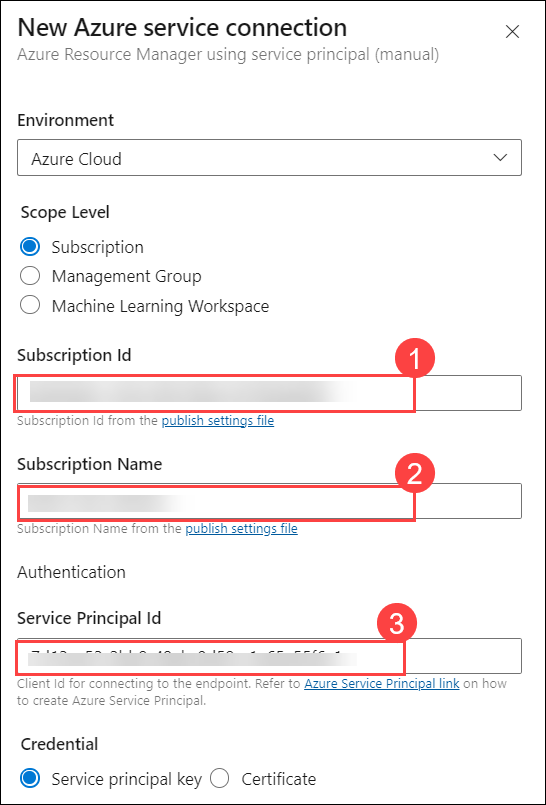 New Azure service connection
Azure Resource Manager using service principal (manual)
Environment
Azure Cloud
Scope Level
Subscription
Management Group
Machine Learning Workspace
1
Subscription Id
Subscription Id from the publish settings file
2
Subscription Name
Subscription Name from the publish settings file
Authentication
3
Service Principal Id
Client Id for connecting to the endpoint. Refer to Azure Service Principal link on how
to create Azure Service Principal.
Credential
Service principal key Certificate